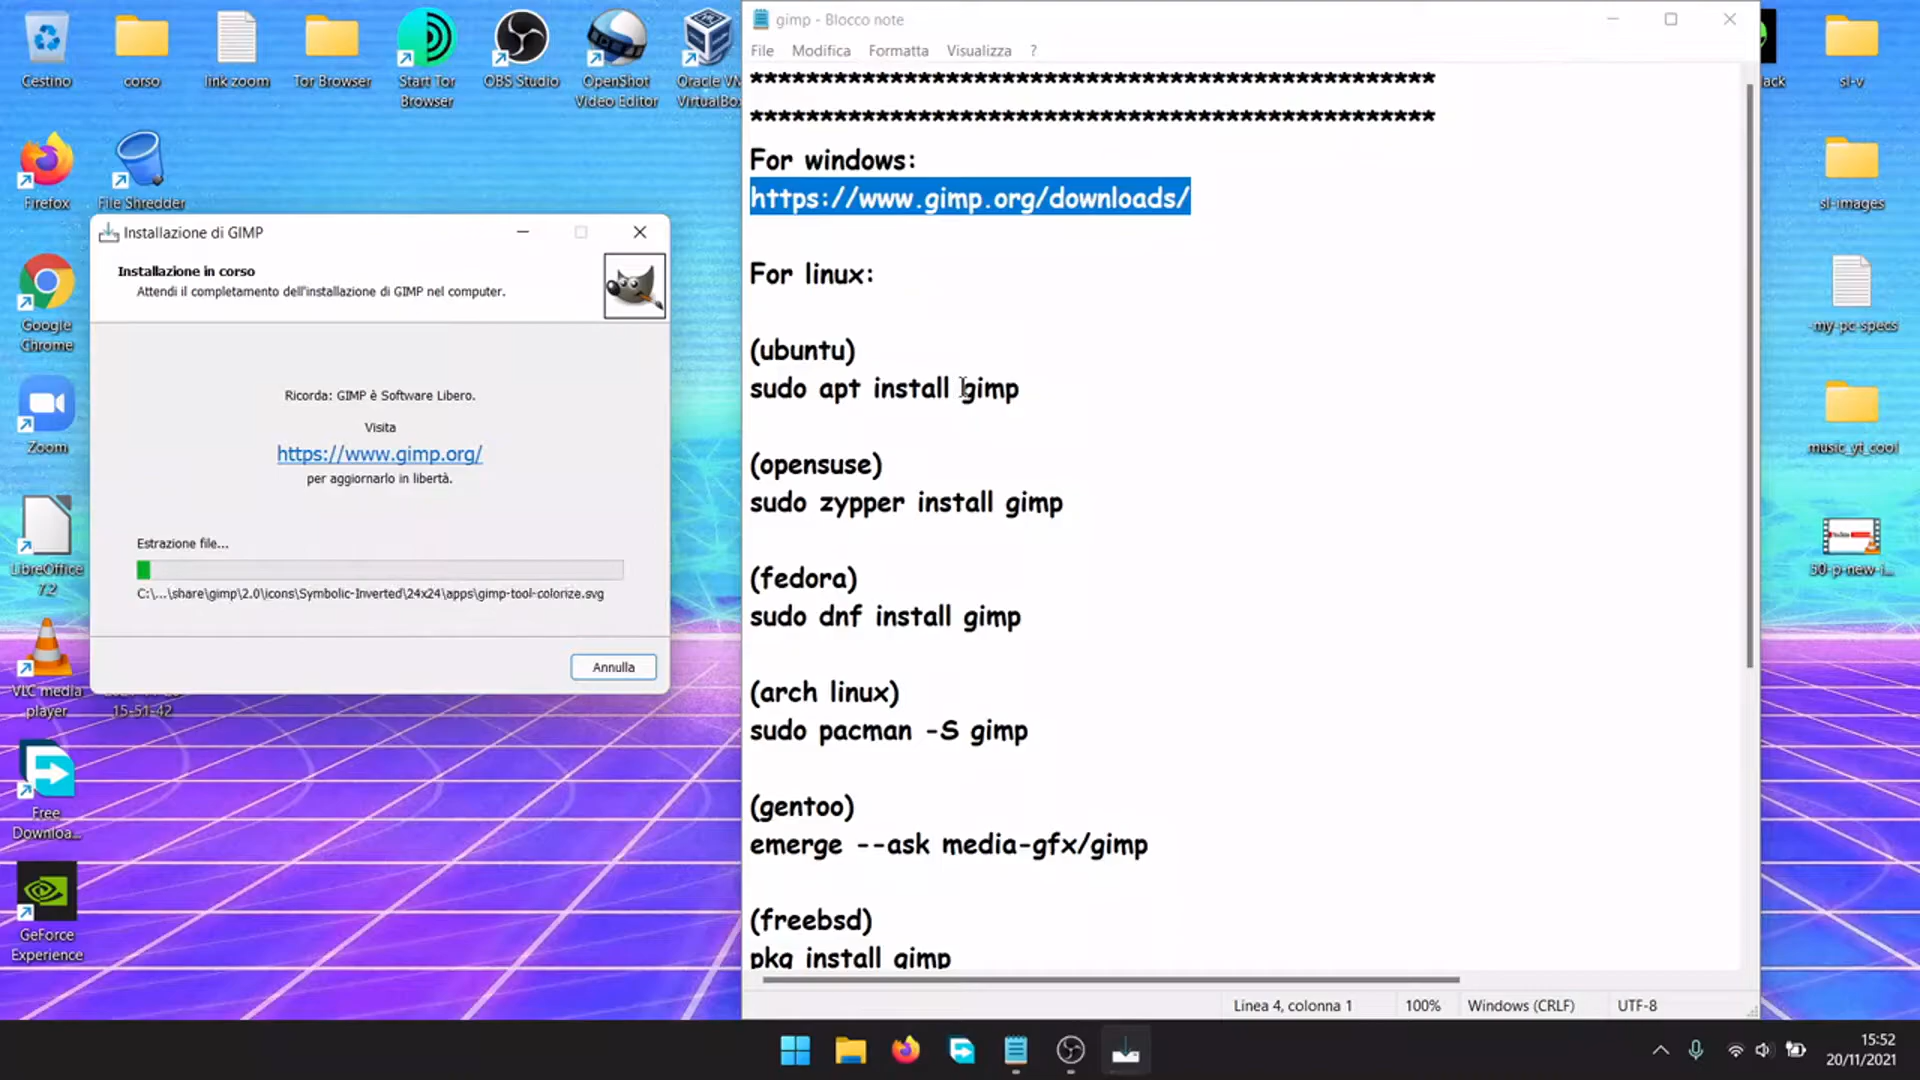 Cestino
corso
link zoom
Tor Browser
Start Tor
Browser
OBS Studio
OpenShot
Video Editor
Oracle VM
VirtualBox
Firefox
File Shredder
Google
Chrome
Zoom
LibreOffice
7.2
VLC media
player
15-51-42
Free
Downloa...
GeForce
Experience
Installazione di GIMP
Installazione in corso
Attendi il completamento dell'installazione di GIMP nel computer.
Ricorda: GIMP è Software Libero.
Visita
https://www.gimp.org/
per aggiornarlo in libertà.
Estrazione file...
C:\...\share\gimp\2.0\icons\Symbolic-Inverted\24x24\apps\gimp-tool-colorize.svg
Annulla
gimp - Blocco note
File Modifica Formatta Visualizza ?
*************************************************
*************************************************
For windows:
https://www.gimp.org/downloads/
For linux:
(ubuntu)
sudo apt install gimp
(opensuse)
sudo zypper install gimp
(fedora)
sudo dnf install gimp
(arch linux)
sudo pacman -S gimp
(gentoo)
emerge --ask media-gfx/gimp
(freebsd)
pkg install gimp
Linea 4, colonna 1 100% Windows (CRLF) UTF-8
ack
sl-v
sl-images
-my-pc-specs
music_yt_cool
30-p-new-i...
15:52
20/11/2021